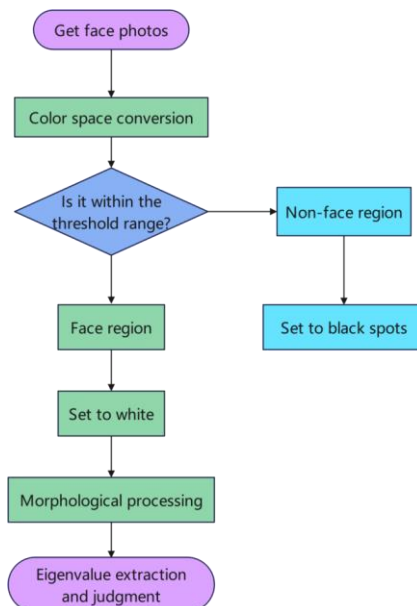 Get face photos
Color space conversion
Is it within the
threshold range?
Non-face region
Face region
Set to black spots
Set to white
Morphological processing
Eigenvalue extraction
and judgment